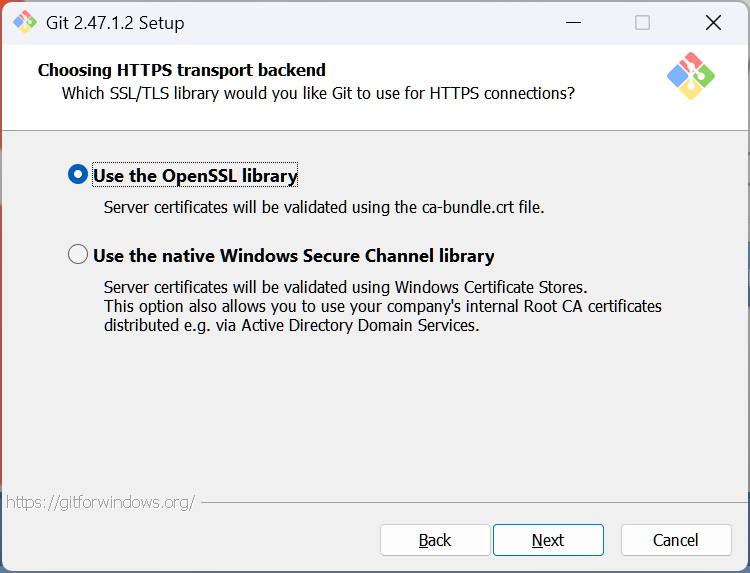 Git 2.47.1.2 Setup
Choosing HTTPS transport backend
Which SSL/TLS library would you like Git to use for HTTPS connections?
Use the OpenSSL library
Server certificates will be validated using the ca-bundle.crt file.
Use the native Windows Secure Channel library
Server certificates will be validated using Windows Certificate Stores.
This option also allows you to use your company's internal Root CA certificates
distributed e.g. via Active Directory Domain Services.
https://gitforwindows.org/
Back Next Cancel